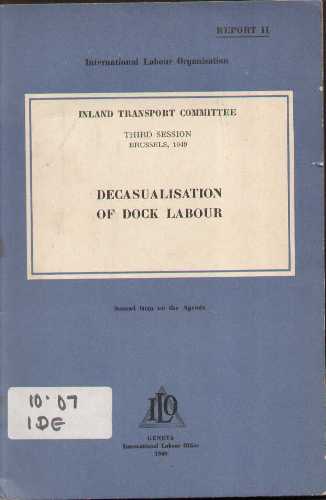 REPORT II
International Labour Organisation
INLAND TRANSPORT COMMITTEE
THIRD SESSION
BRUSSELS, 1949
DECASUALISATION
OF DOCK LABOUR
Second item on the Agenda
10.07
IDE
ILO
GENEVA
International Labour Office
1949